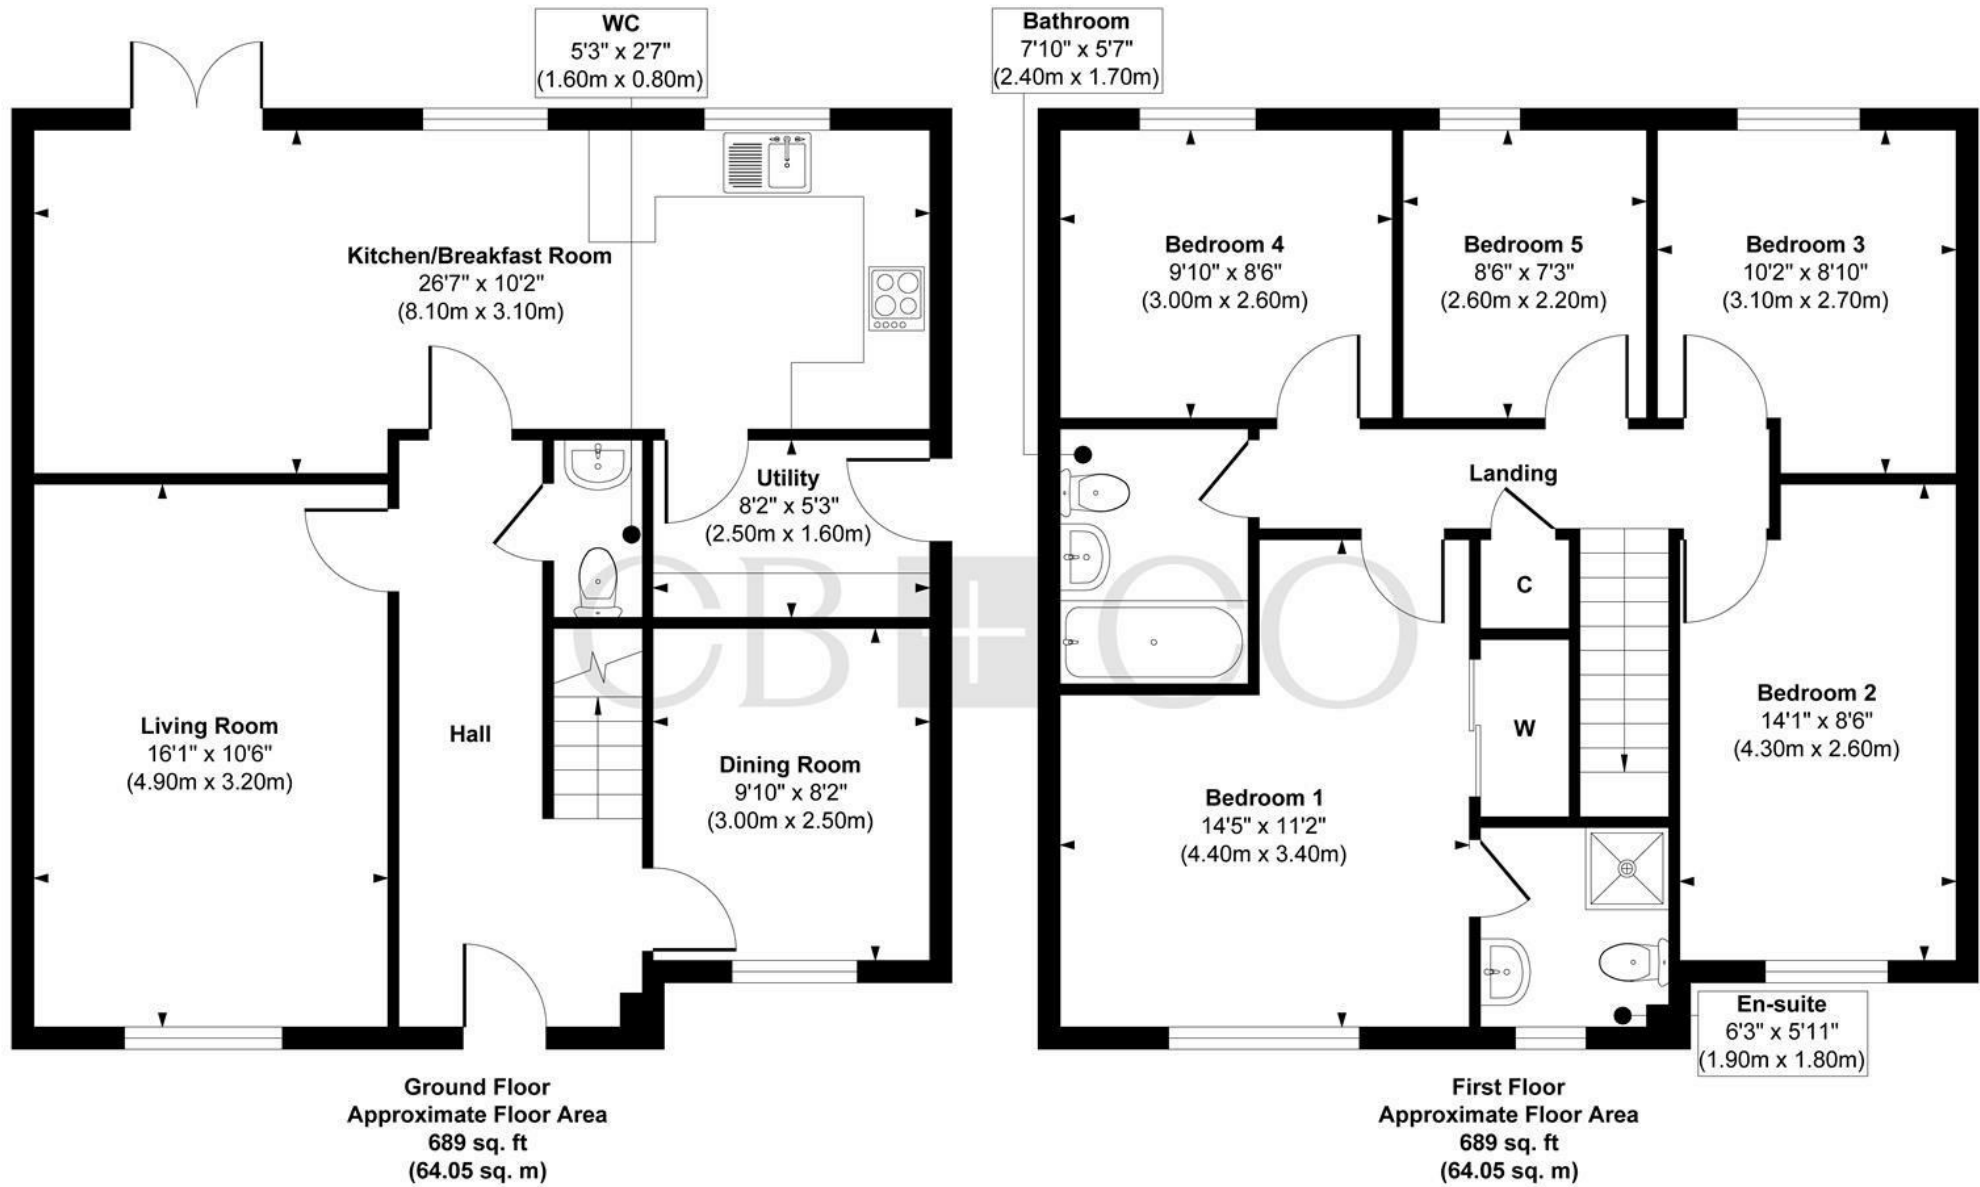 WC
5'3" x 2'7"
(1.60m x 0.80m)
Bathroom
7'10" x 5'7"
(2.40m x 1.70m)
Kitchen/Breakfast Room
26'7" x 10'2"
(8.10m x 3.10m)
Utility
8'2" x 5'3"
(2.50m x 1.60m)
Living Room
16'1" x 10'6"
(4.90m x 3.20m)
Hall
Dining Room
9'10" x 8'2"
(3.00m x 2.50m)
Ground Floor
Approximate Floor Area
689 sq. ft
(64.05 sq. m)
Bedroom 4
9'10" x 8'6"
(3.00m x 2.60m)
Bedroom 5
8'6" x 7'3"
(2.60m x 2.20m)
Bedroom 3
10'2" x 8'10"
(3.10m x 2.70m)
Landing
C
W
Bedroom 2
14'1" x 8'6"
(4.30m x 2.60m)
Bedroom 1
14'5" x 11'2"
(4.40m x 3.40m)
En-suite
6'3" x 5'11"
(1.90m x 1.80m)
First Floor
Approximate Floor Area
689 sq. ft
(64.05 sq. m)
CB+CO